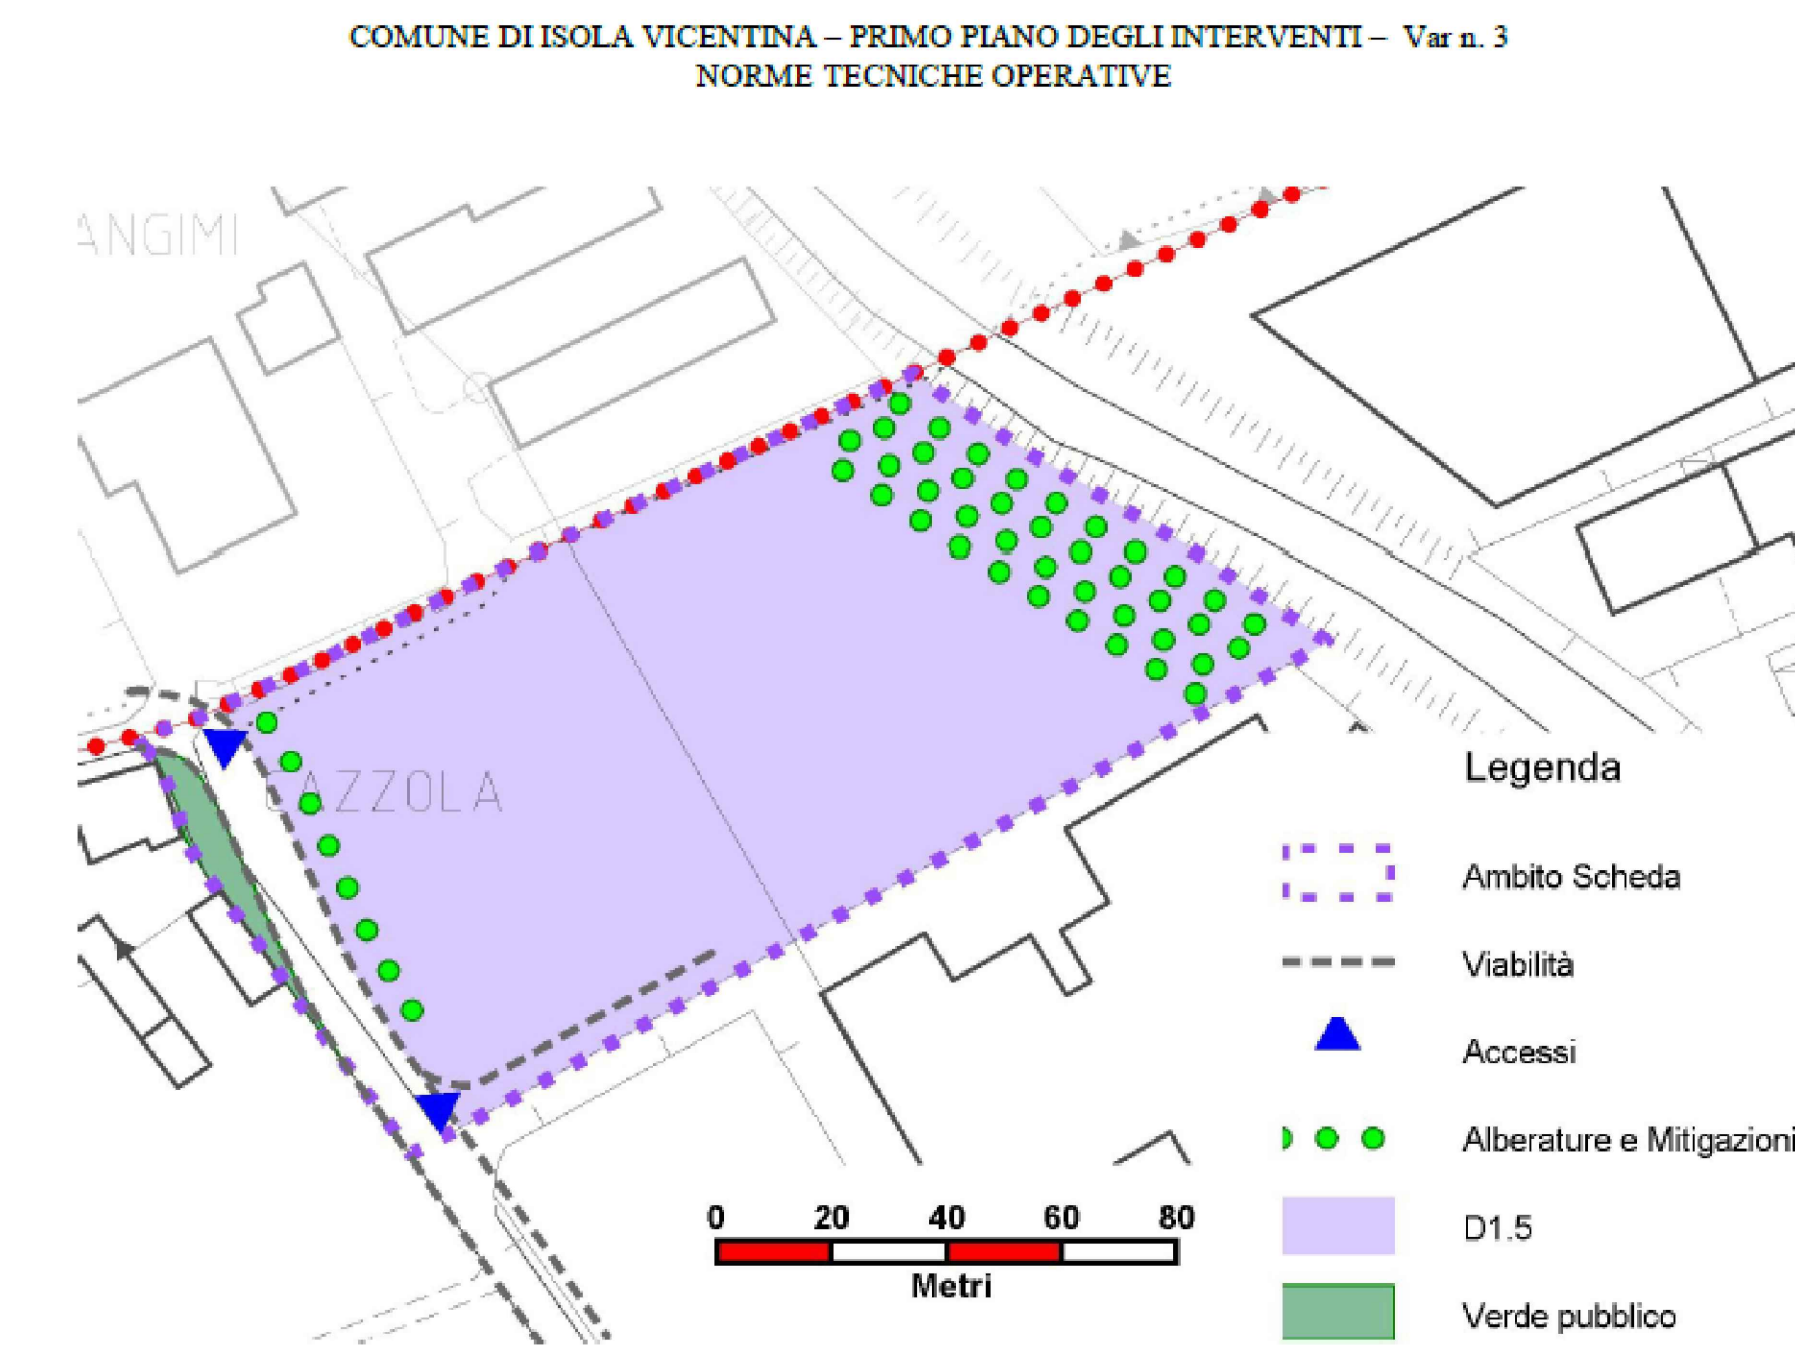 COMUNE DI ISOLA VICENTINA – PRIMO PIANO DEGLI INTERVENTI – Var n. 3
NORME TECNICHE OPERATIVE
ANGIMI
CAZZOLA
Legenda
Ambito Scheda
Viabilità
Accessi
Alberature e Mitigazioni
D1.5
Verde pubblico
0 20 40 60 80
Metri